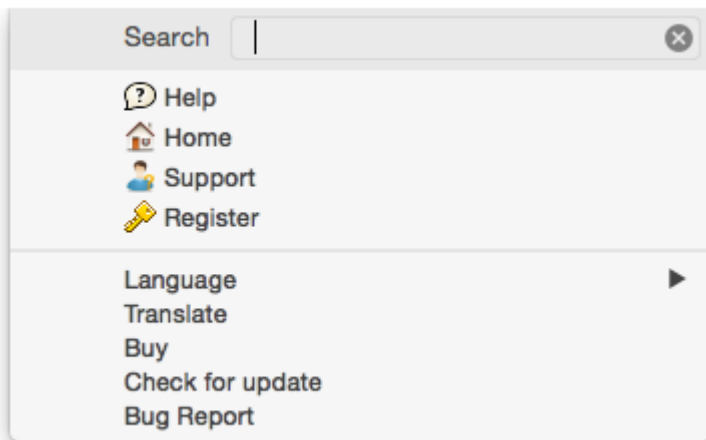 Search
Help
Home
Support
Register
Language
Translate
Buy
Check for update
Bug Report